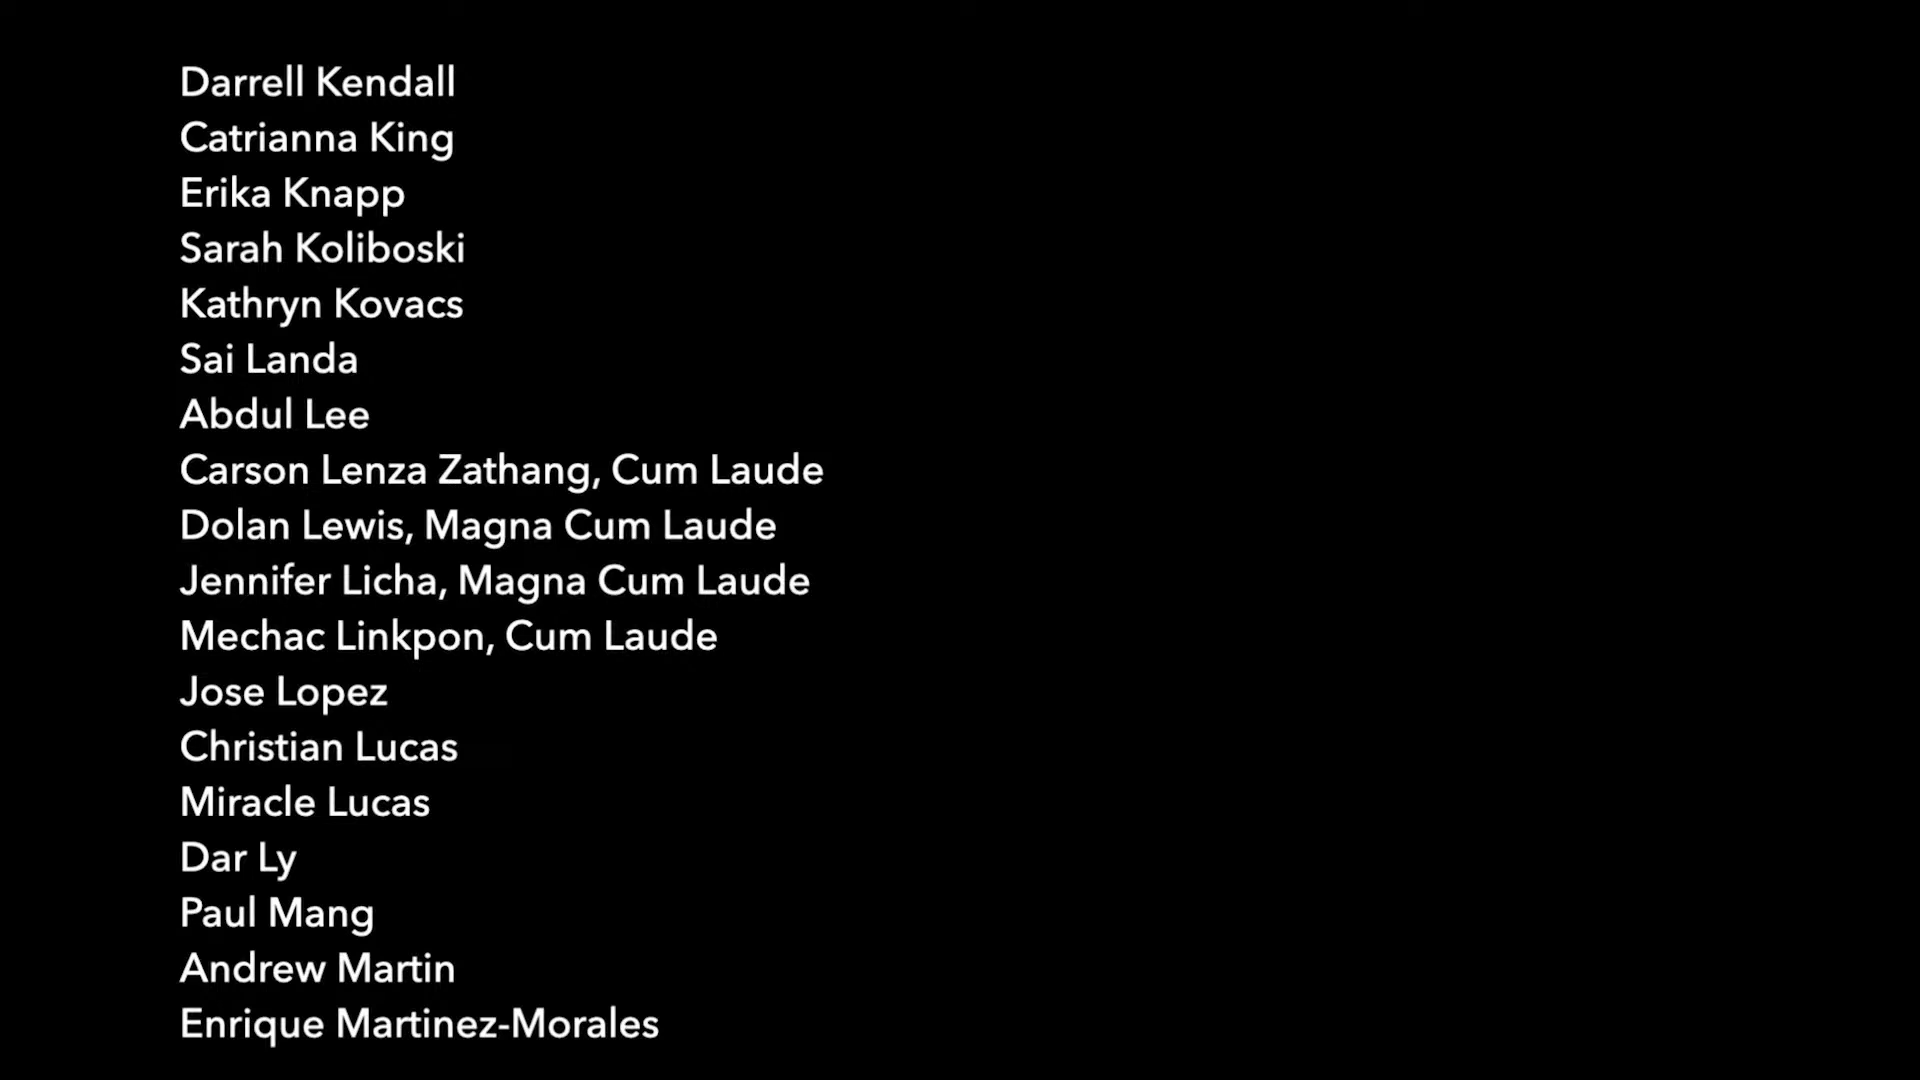 Darrell Kendall
Catrianna King
Erika Knapp
Sarah Koliboski
Kathryn Kovacs
Sai Landa
Abdul Lee
Carson Lenza Zathang, Cum Laude
Dolan Lewis, Magna Cum Laude
Jennifer Licha, Magna Cum Laude
Mechac Linkpon, Cum Laude
Jose Lopez
Christian Lucas
Miracle Lucas
Dar Ly
Paul Mang
Andrew Martin
Enrique Martinez-Morales